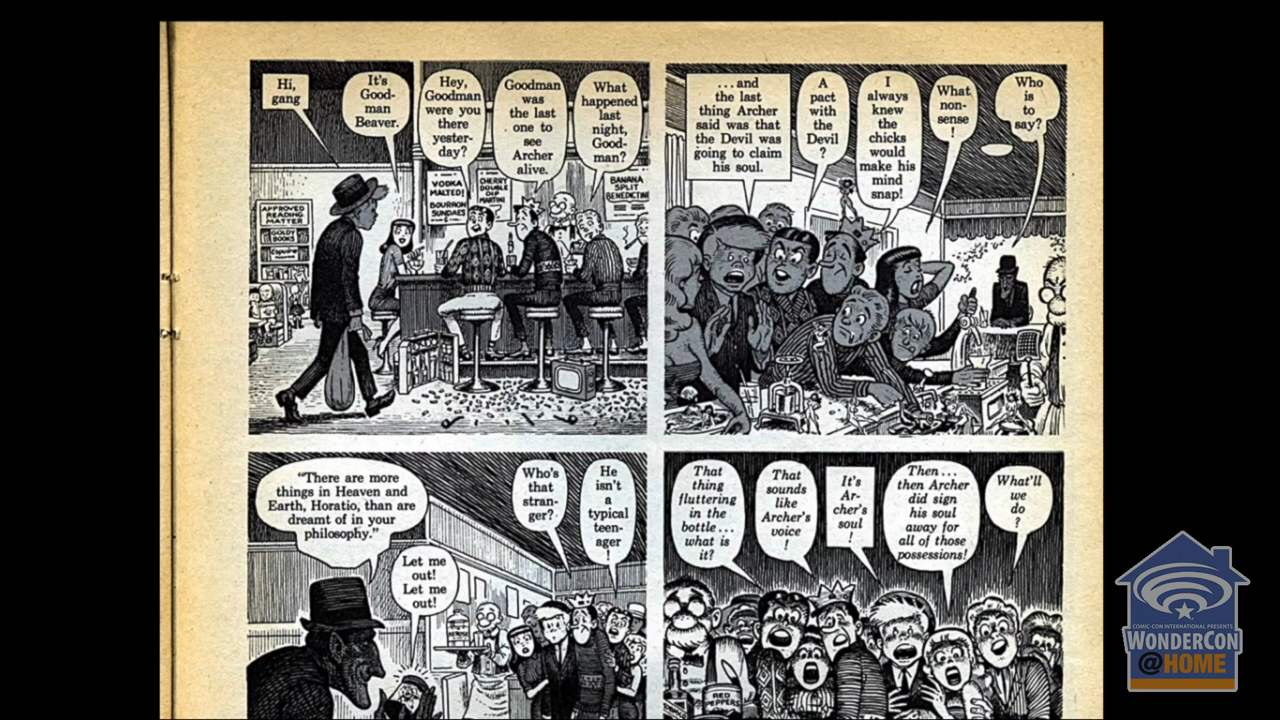 Hi,
gang
It's
Good-
man
Beaver.
Hey,
Goodman
were you
there
yester-
day?
Goodman
was
the last
one to
see
Archer
alive.
What
happened
last
night,
Good-
man?
VODKA
MALTED!
BOURBON
SUNDAES
CHERRY
DOUBLE
DIP
MARTINI
BANANA
SPLIT
BENEDICTINE
APPROVED
READING
MATTER
GOLDY
BOOKS
...and
the last
thing Archer
said was that
the Devil was
going to claim
his soul.
A
pact
with
the
Devil
?
I
always
knew
the
chicks
would
make his
mind
snap!
What
non-
sense
!
Who
is
to
say?
"There are more
things in Heaven and
Earth, Horatio, than are
dreamt of in your
philosophy."
Let me
out!
Let me
out!
Who's
that
stran-
ger?
He
isn't
a
typical
teen-
ager
!
That
thing
fluttering
in the
bottle...
what is
it?
That
sounds
like
Archer's
voice
!
It's
Ar-
cher's
soul
!
Then...
then Archer
did sign
his soul
away for
all of those
possessions!
What'll
we
do
?
RED
PEPPERS
COMIC-CON INTERNATIONAL PRESENTS
WONDERCON
@HOME